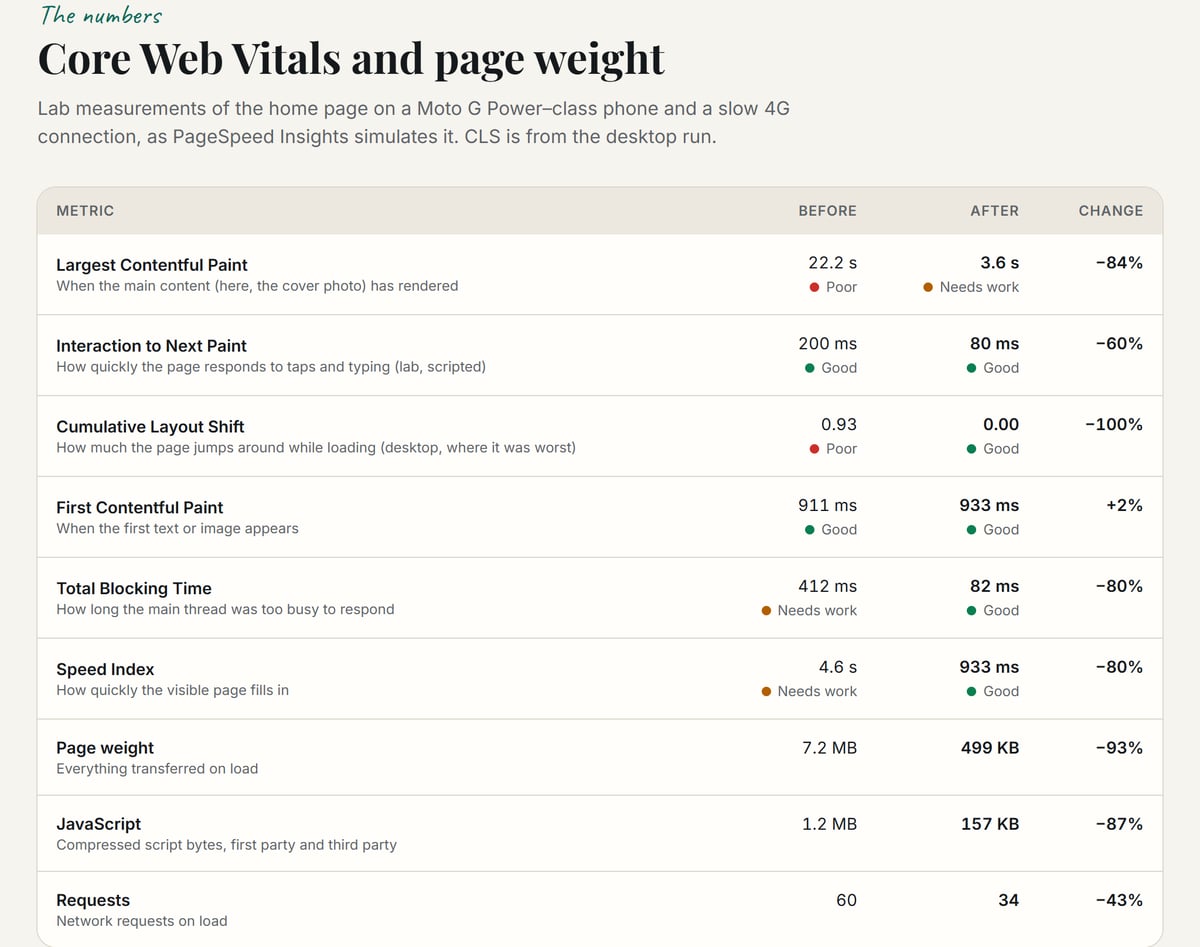 The numbers
Core Web Vitals and page weight
Lab measurements of the home page on a Moto G Power–class phone and a slow 4G
connection, as PageSpeed Insights simulates it. CLS is from the desktop run.
METRIC BEFORE AFTER CHANGE
Largest Contentful Paint 22.2 s 3.6 s −84%
When the main content (here, the cover photo) has rendered Poor Needs work
Interaction to Next Paint 200 ms 80 ms −60%
How quickly the page responds to taps and typing (lab, scripted) Good Good
Cumulative Layout Shift 0.93 0.00 −100%
How much the page jumps around while loading (desktop, where it was worst) Poor Good
First Contentful Paint 911 ms 933 ms +2%
When the first text or image appears Good Good
Total Blocking Time 412 ms 82 ms −80%
How long the main thread was too busy to respond Needs work Good
Speed Index 4.6 s 933 ms −80%
How quickly the visible page fills in Needs work Good
Page weight 7.2 MB 499 KB −93%
Everything transferred on load
JavaScript 1.2 MB 157 KB −87%
Compressed script bytes, first party and third party
Requests 60 34 −43%
Network requests on load